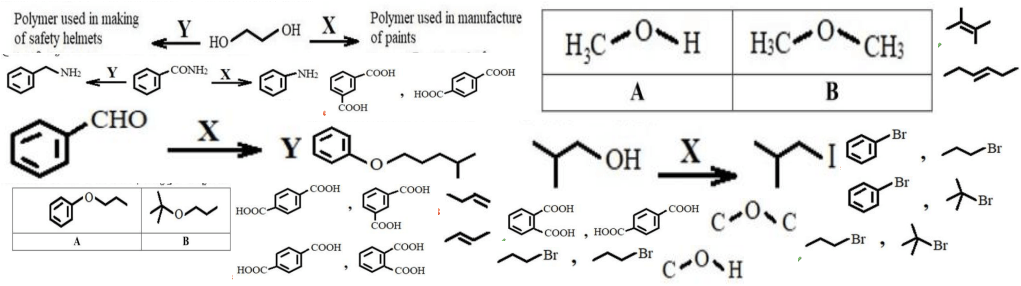 Polymer used in making
of safety helmets
Y
HO
OH
X
Polymer used in manufacture
of paints
NH2
Y
CONH2
X
NH2
COOH
COOH
,
COOH
HOOC
H3C O H
H3C O CH3
A
B
CHO
X
Y
O
OH
X
I
Br
,
Br
Br
,
Br
Br
,
Br
O
O
A
B
COOH
HOOC
,
COOH
COOH
COOH
HOOC
,
COOH
COOH
COOH
COOH
,
COOH
HOOC
Br
,
Br
C O C
C O H